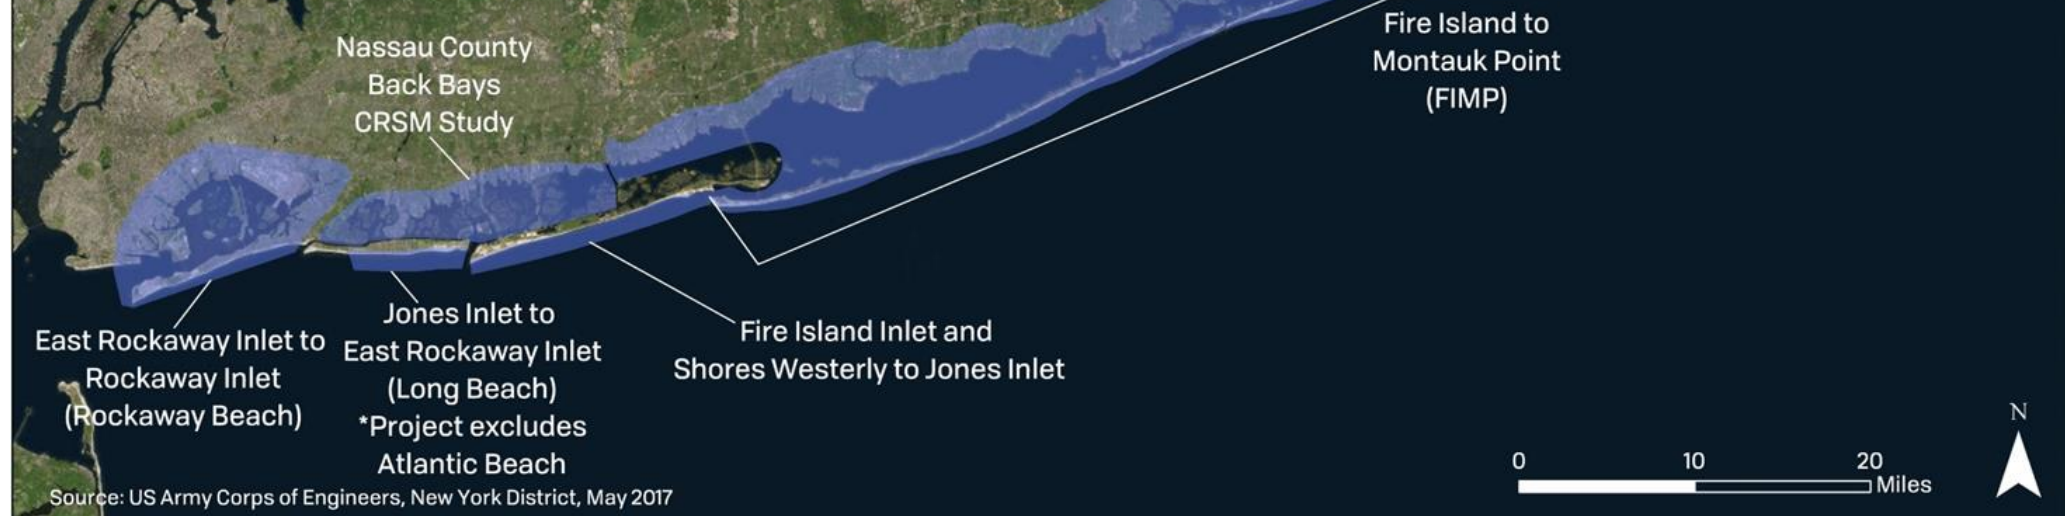 Fire Island to
Montauk Point
(FIMP)
Nassau County
Back Bays
CRSM Study
East Rockaway Inlet to
Rockaway Inlet
(Rockaway Beach)
Jones Inlet to
East Rockaway Inlet
(Long Beach)
*Project excludes
Atlantic Beach
Fire Island Inlet and
Shores Westerly to Jones Inlet
N
0 10 20
Miles
Source: US Army Corps of Engineers, New York District, May 2017